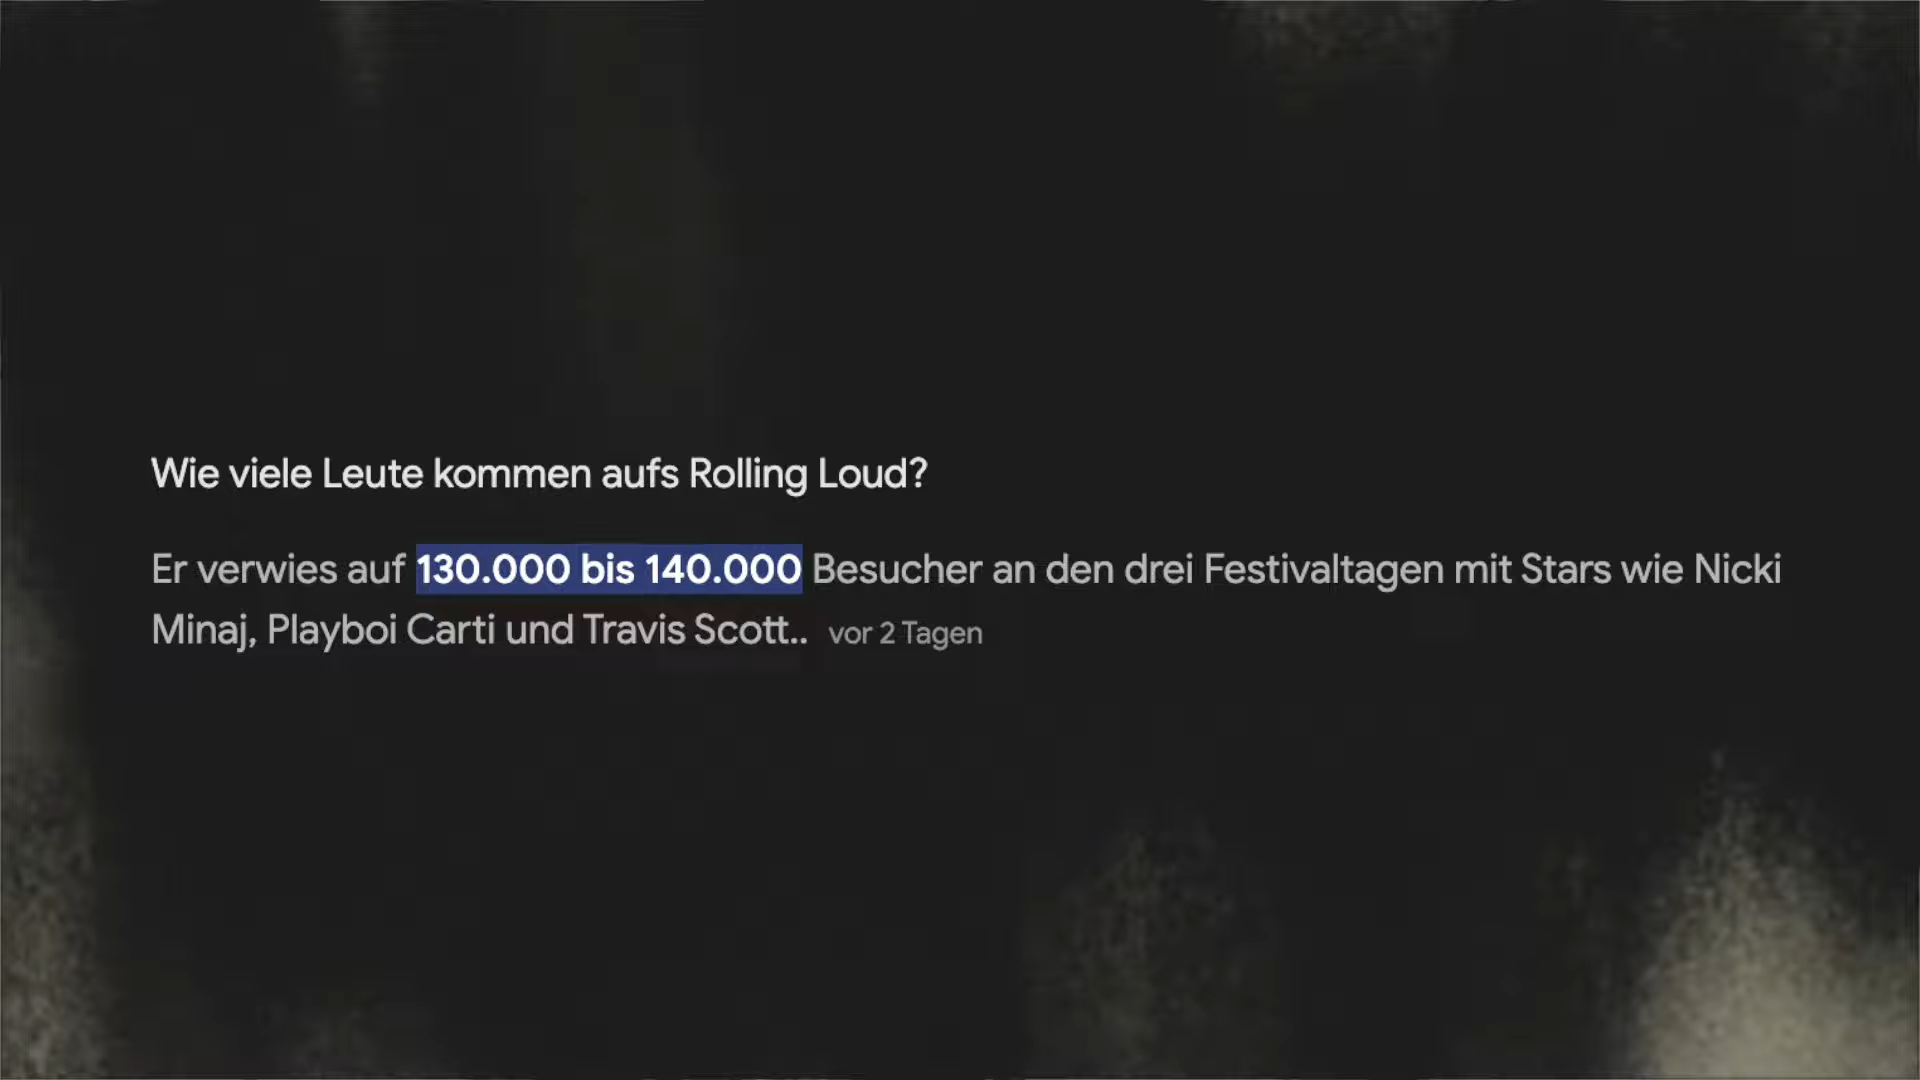 Wie viele Leute kommen aufs Rolling Loud?
Er verwies auf 130.000 bis 140.000 Besucher an den drei Festivaltagen mit Stars wie Nicki
Minaj, Playboi Carti und Travis Scott.. vor 2 Tagen